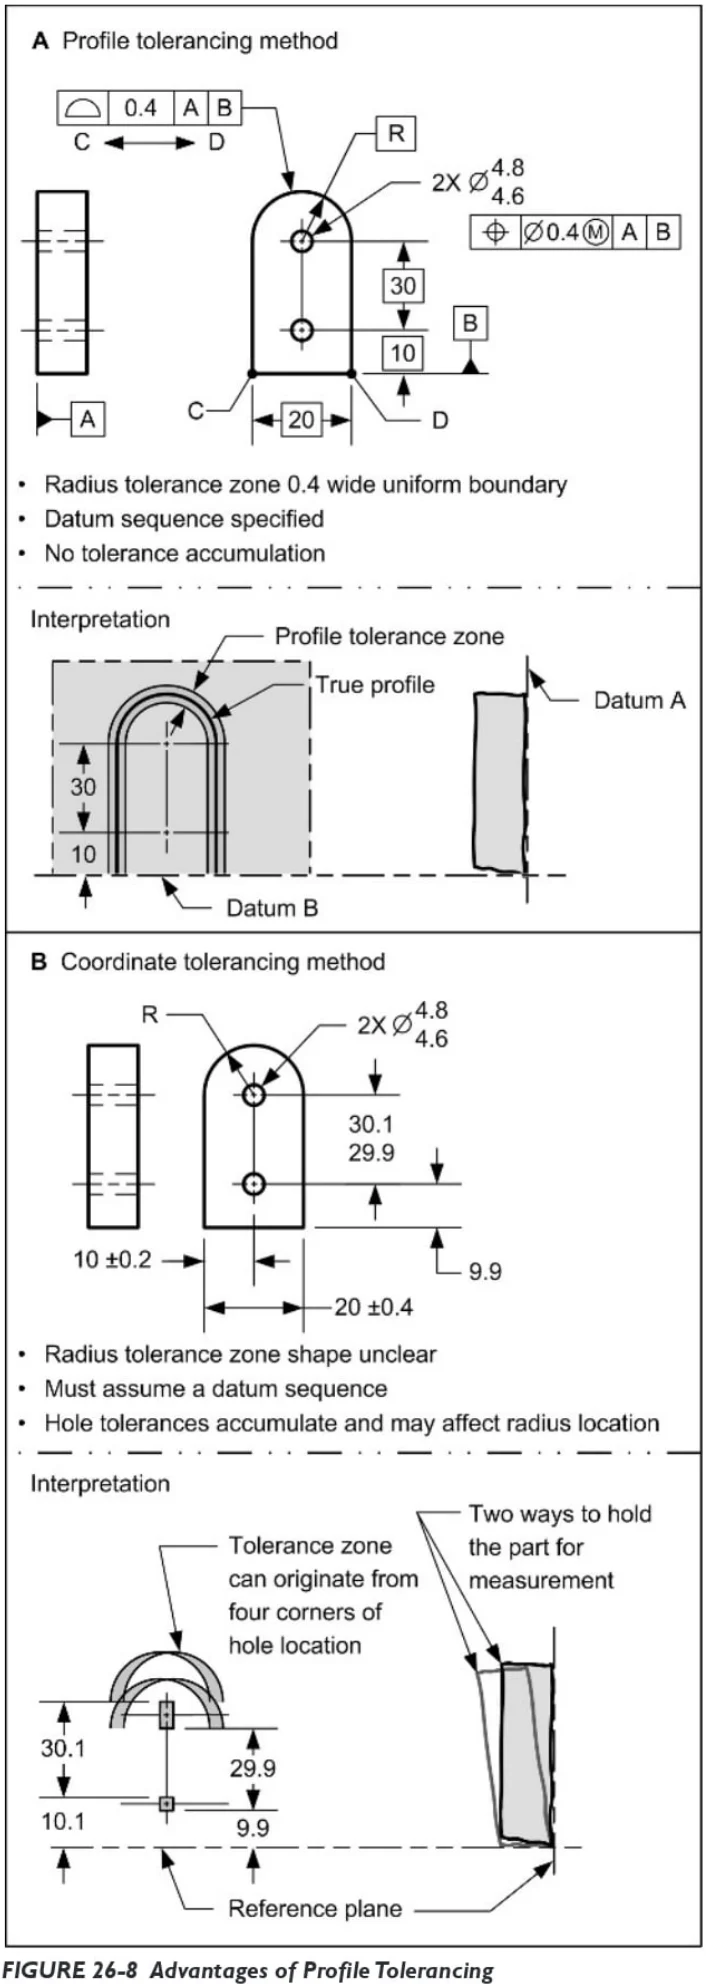 A Profile tolerancing method
⌓ 0.4 A B
C D
R
2X Ø 4.8
4.6
⌖ Ø0.4Ⓜ A B
30
B
10
A
C
20
D
• Radius tolerance zone 0.4 wide uniform boundary
• Datum sequence specified
• No tolerance accumulation
Interpretation
Profile tolerance zone
True profile
Datum A
30
10
Datum B
B Coordinate tolerancing method
R
2X Ø 4.8
4.6
30.1
29.9
10 ±0.2
9.9
20 ±0.4
• Radius tolerance zone shape unclear
• Must assume a datum sequence
• Hole tolerances accumulate and may affect radius location
Interpretation
Two ways to hold
the part for
measurement
Tolerance zone
can originate from
four corners of
hole location
30.1
29.9
10.1
9.9
Reference plane
FIGURE 26-8 Advantages of Profile Tolerancing